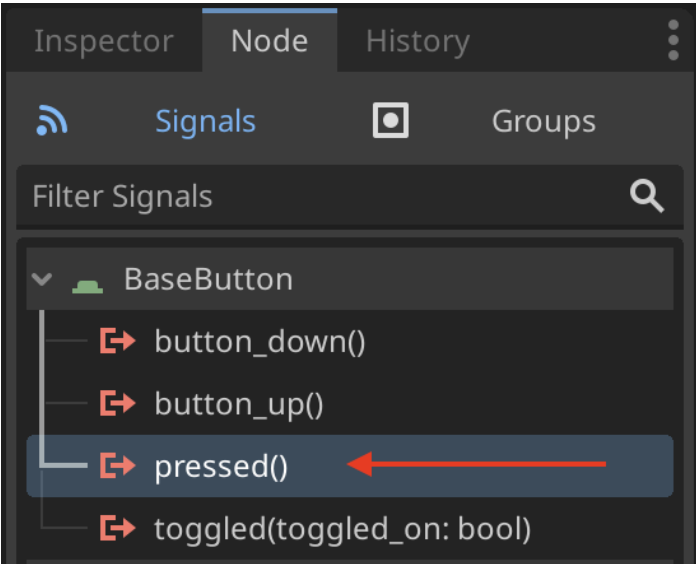 Inspector Node History
Signals Groups
Filter Signals
BaseButton
button_down()
button_up()
pressed()
toggled(toggled_on: bool)